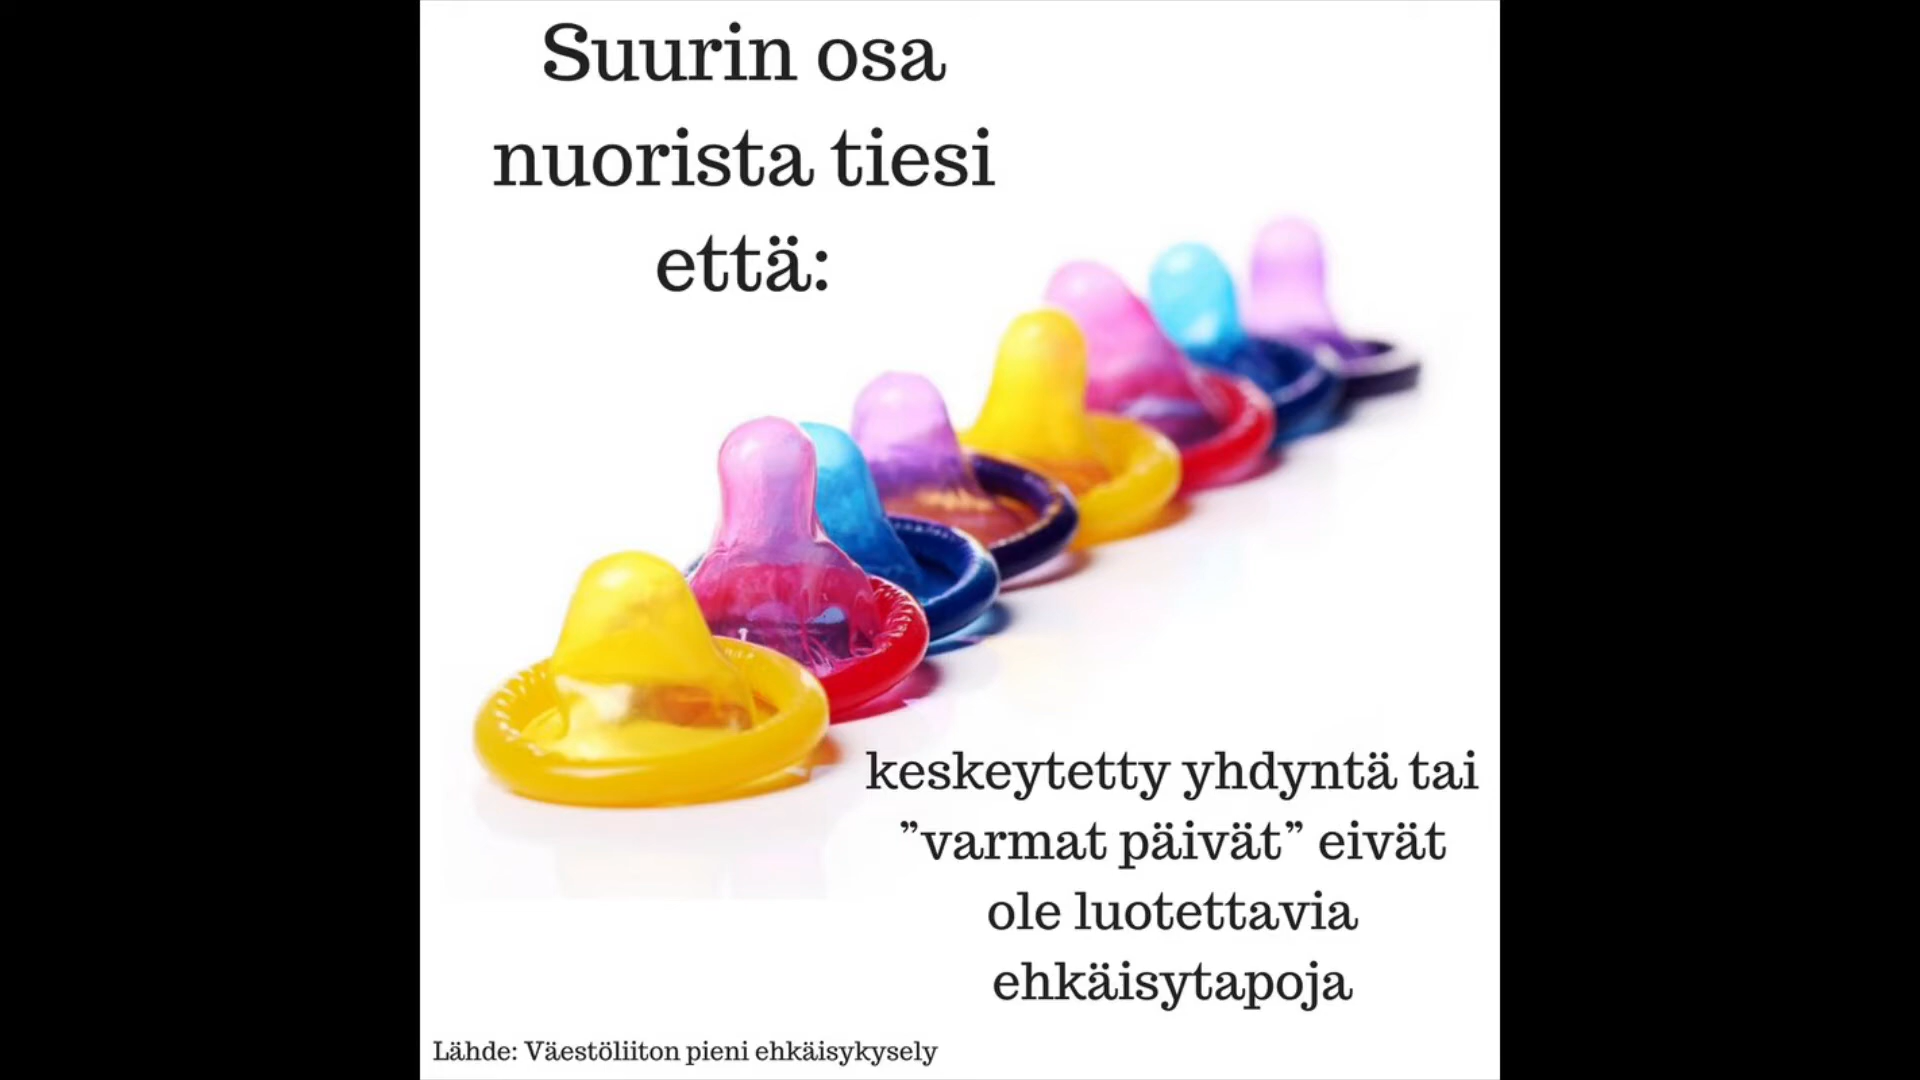 Suurin osa
nuorista tiesi
että:
keskeytetty yhdyntä tai
”varmat päivät” eivät
ole luotettavia
ehkäisytapoja
Lähde: Väestöliiton pieni ehkäisykysely